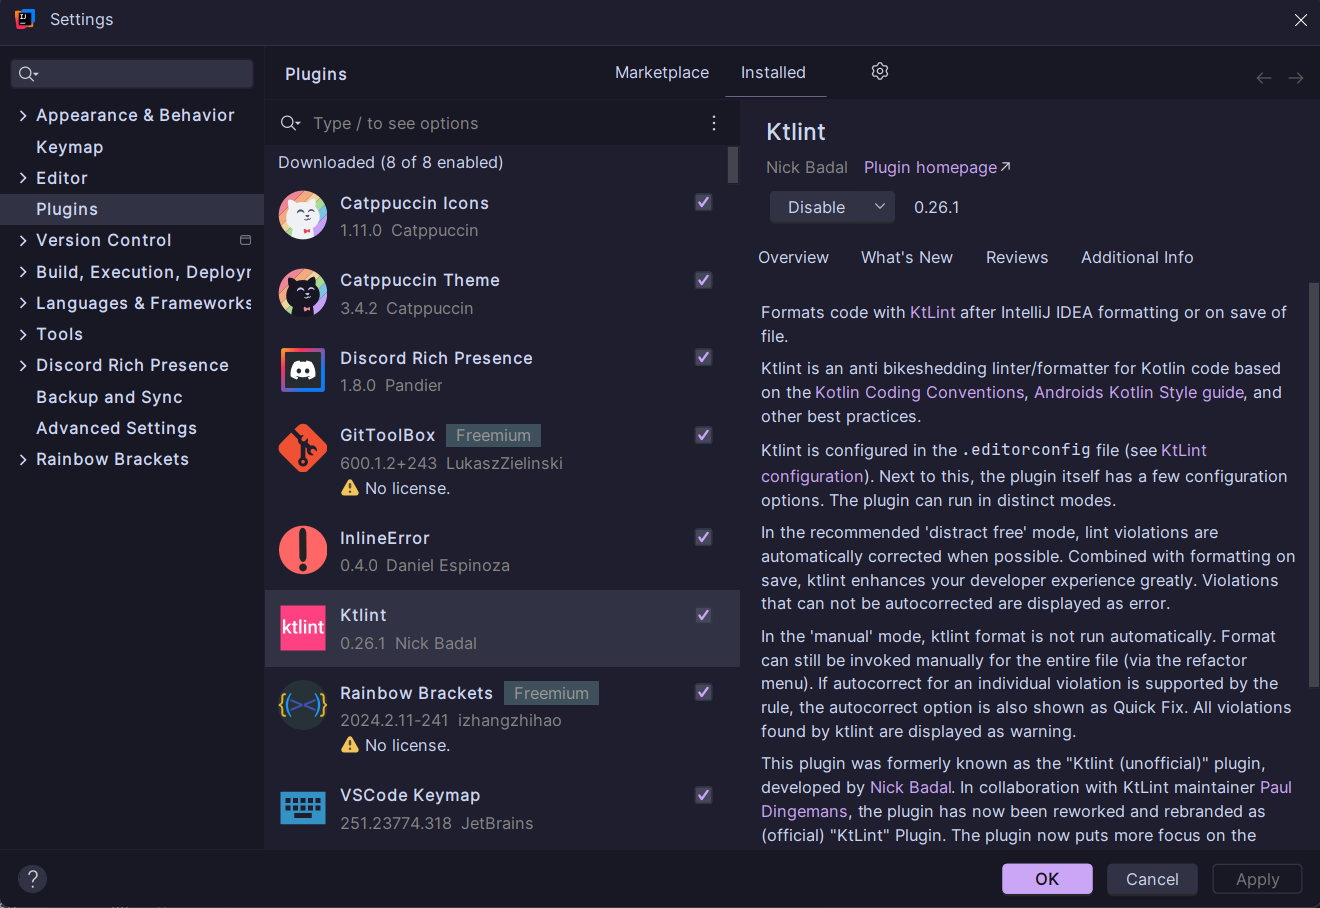 Settings
Plugins
Marketplace
Installed
Appearance & Behavior
Keymap
Editor
Plugins
Version Control
Build, Execution, Deployr
Languages & Frameworks
Tools
Discord Rich Presence
Backup and Sync
Advanced Settings
Rainbow Brackets
Type / to see options
Downloaded (8 of 8 enabled)
Catppuccin Icons
1.11.0 Catppuccin
Catppuccin Theme
3.4.2 Catppuccin
Discord Rich Presence
1.8.0 Pandier
GitToolBox Freemium
600.1.2+243 LukaszZielinski
No license.
InlineError
0.4.0 Daniel Espinoza
ktlint
Ktlint
0.26.1 Nick Badal
Rainbow Brackets Freemium
2024.2.11-241 izhangzhihao
No license.
VSCode Keymap
251.23774.318 JetBrains
Ktlint
Nick Badal Plugin homepage
Disable 0.26.1
Overview What's New Reviews Additional Info
Formats code with KtLint after IntelliJ IDEA formatting or on save of
file.
Ktlint is an anti bikeshedding linter/formatter for Kotlin code based
on the Kotlin Coding Conventions, Androids Kotlin Style guide, and
other best practices.
Ktlint is configured in the .editorconfig file (see KtLint
configuration). Next to this, the plugin itself has a few configuration
options. The plugin can run in distinct modes.
In the recommended 'distract free' mode, lint violations are
automatically corrected when possible. Combined with formatting on
save, ktlint enhances your developer experience greatly. Violations
that can not be autocorrected are displayed as error.
In the 'manual' mode, ktlint format is not run automatically. Format
can still be invoked manually for the entire file (via the refactor
menu). If autocorrect for an individual violation is supported by the
rule, the autocorrect option is also shown as Quick Fix. All violations
found by ktlint are displayed as warning.
This plugin was formerly known as the "Ktlint (unofficial)" plugin,
developed by Nick Badal. In collaboration with KtLint maintainer Paul
Dingemans, the plugin has now been reworked and rebranded as
(official) "KtLint" Plugin. The plugin now puts more focus on the
?
OK
Cancel
Apply